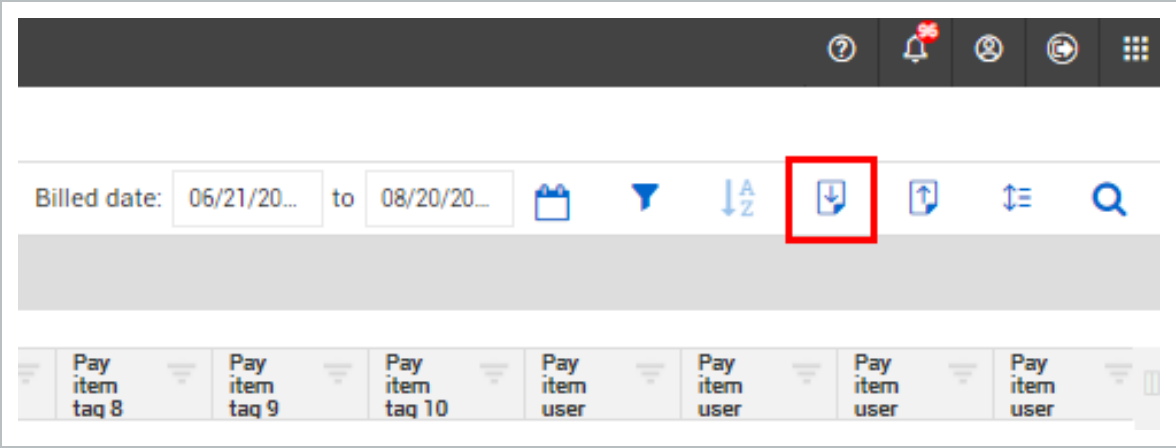 96
Billed date: 06/21/20... to 08/20/20... A Z
Pay item tag 8
Pay item tag 9
Pay item tag 10
Pay item user
Pay item user
Pay item user
Pay item user